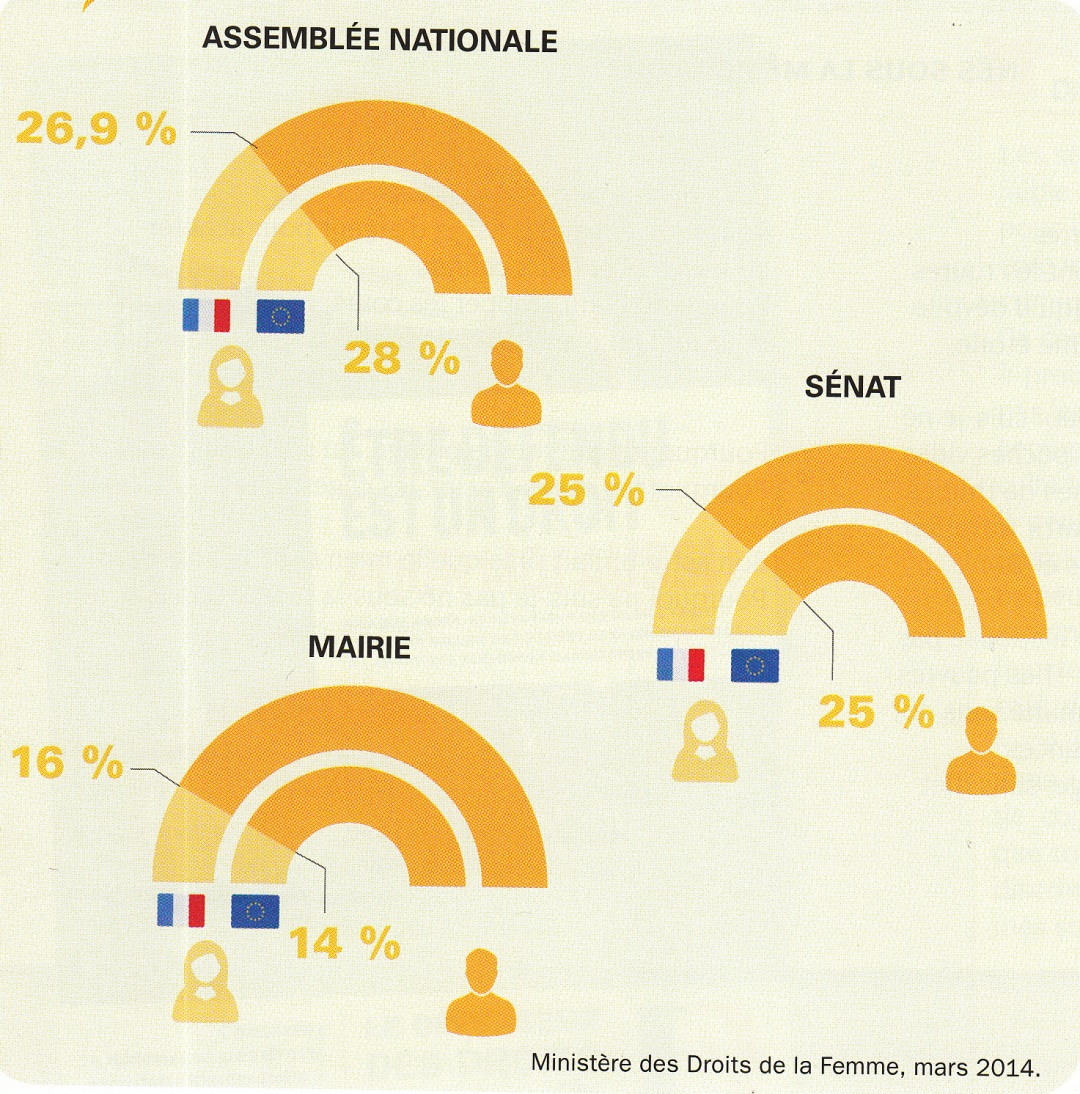 ASSEMBLÉE NATIONALE
26,9 %
28 %
SÉNAT
25 %
25 %
MAIRIE
16 %
14 %
Ministère des Droits de la Femme, mars 2014.